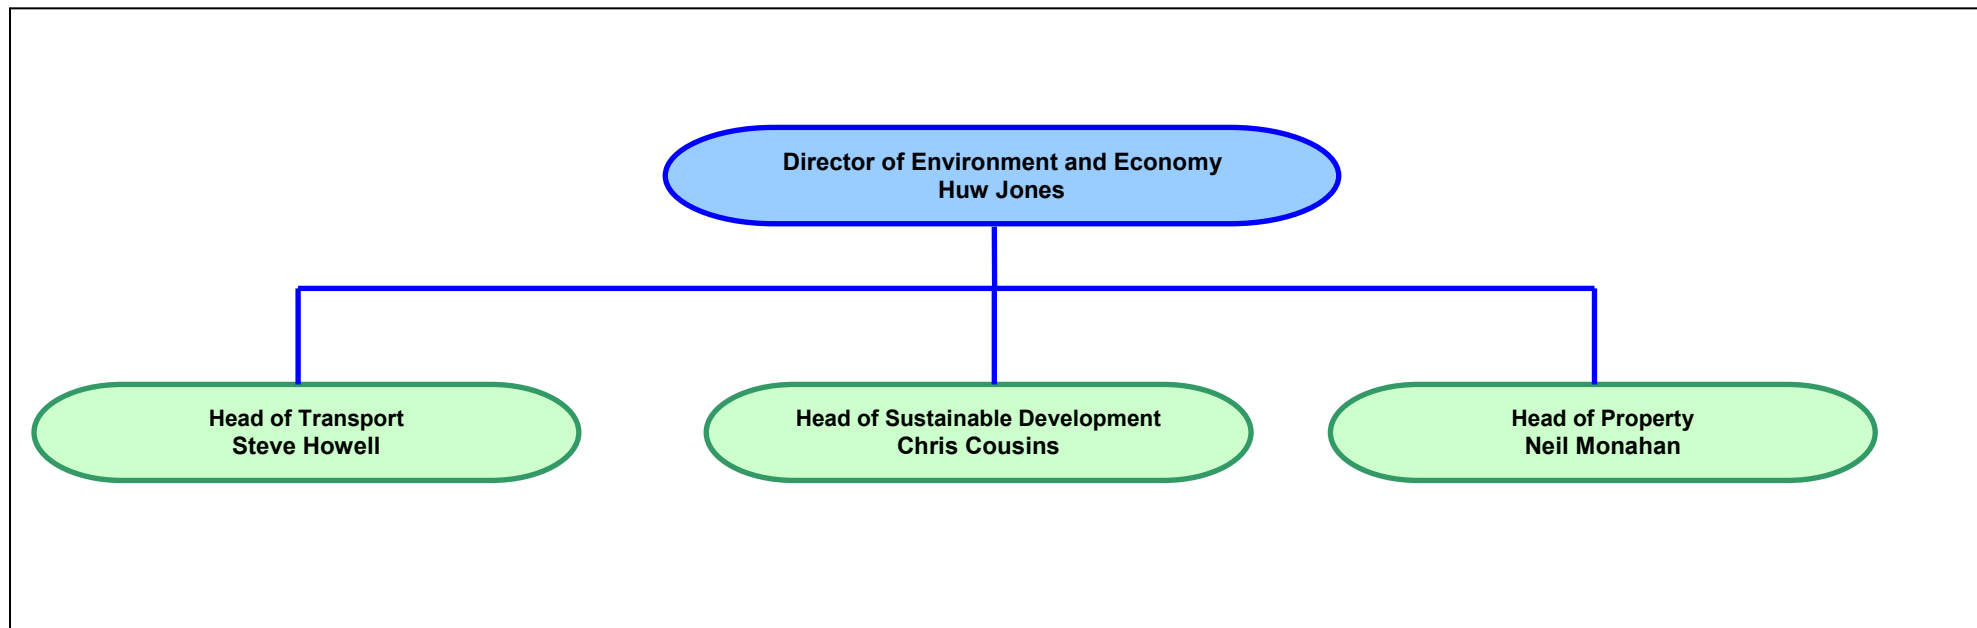 Director of Environment and Economy
Huw Jones
Head of Transport
Steve Howell
Head of Sustainable Development
Chris Cousins
Head of Property
Neil Monahan